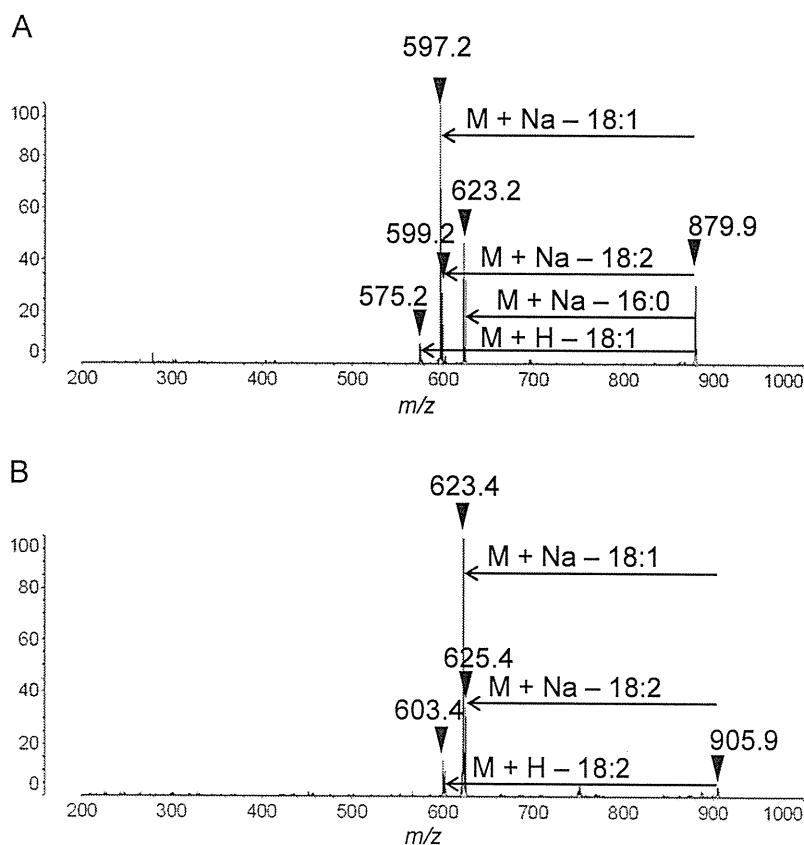 A
597.2
100
M + Na – 18:1
80
623.2
60
599.2
879.9
40
M + Na – 18:2
575.2
20
M + Na – 16:0
M + H – 18:1
0
200 300 400 500 600 700 800 900 1000
m/z
B
623.4
100
M + Na – 18:1
80
60
625.4
40
M + Na – 18:2
603.4
20
905.9
M + H – 18:2
0
200 300 400 500 600 700 800 900 1000
m/z